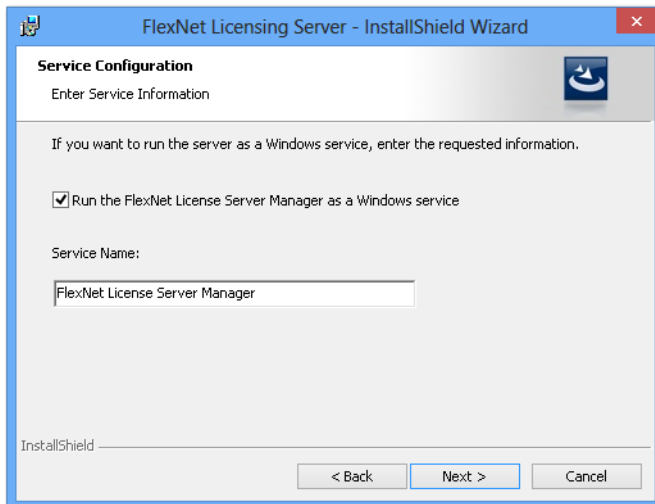 FlexNet Licensing Server - InstallShield Wizard
Service Configuration
Enter Service Information
If you want to run the server as a Windows service, enter the requested information.
Run the FlexNet License Server Manager as a Windows service
Service Name:
FlexNet License Server Manager
InstallShield
< Back Next > Cancel